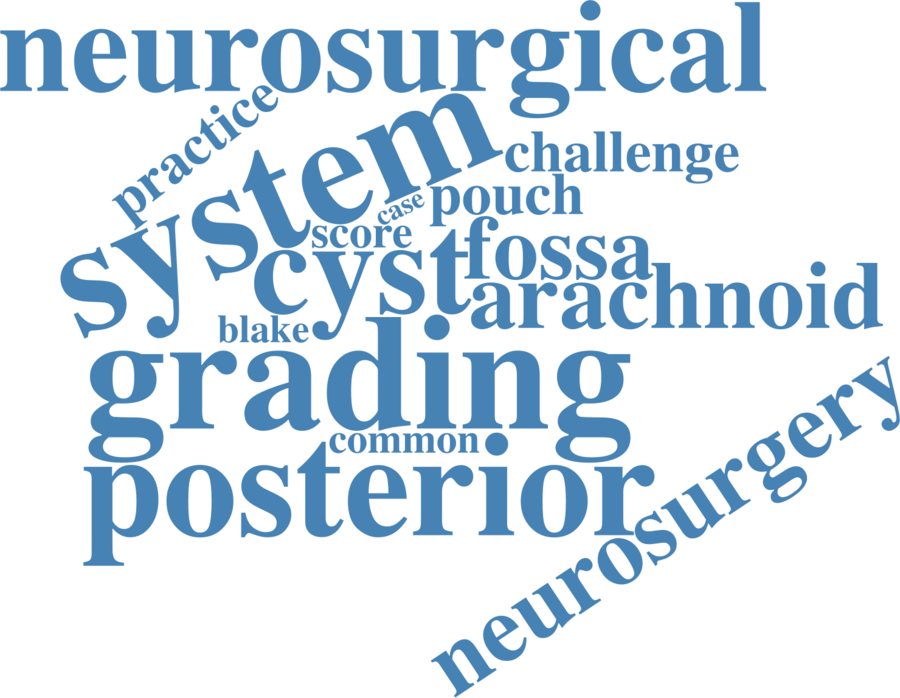 neurosurgical
practice
system
challenge
case
pouch
score
fossa
cyst
arachnoid
blake
grading
common
posterior
neurosurgery